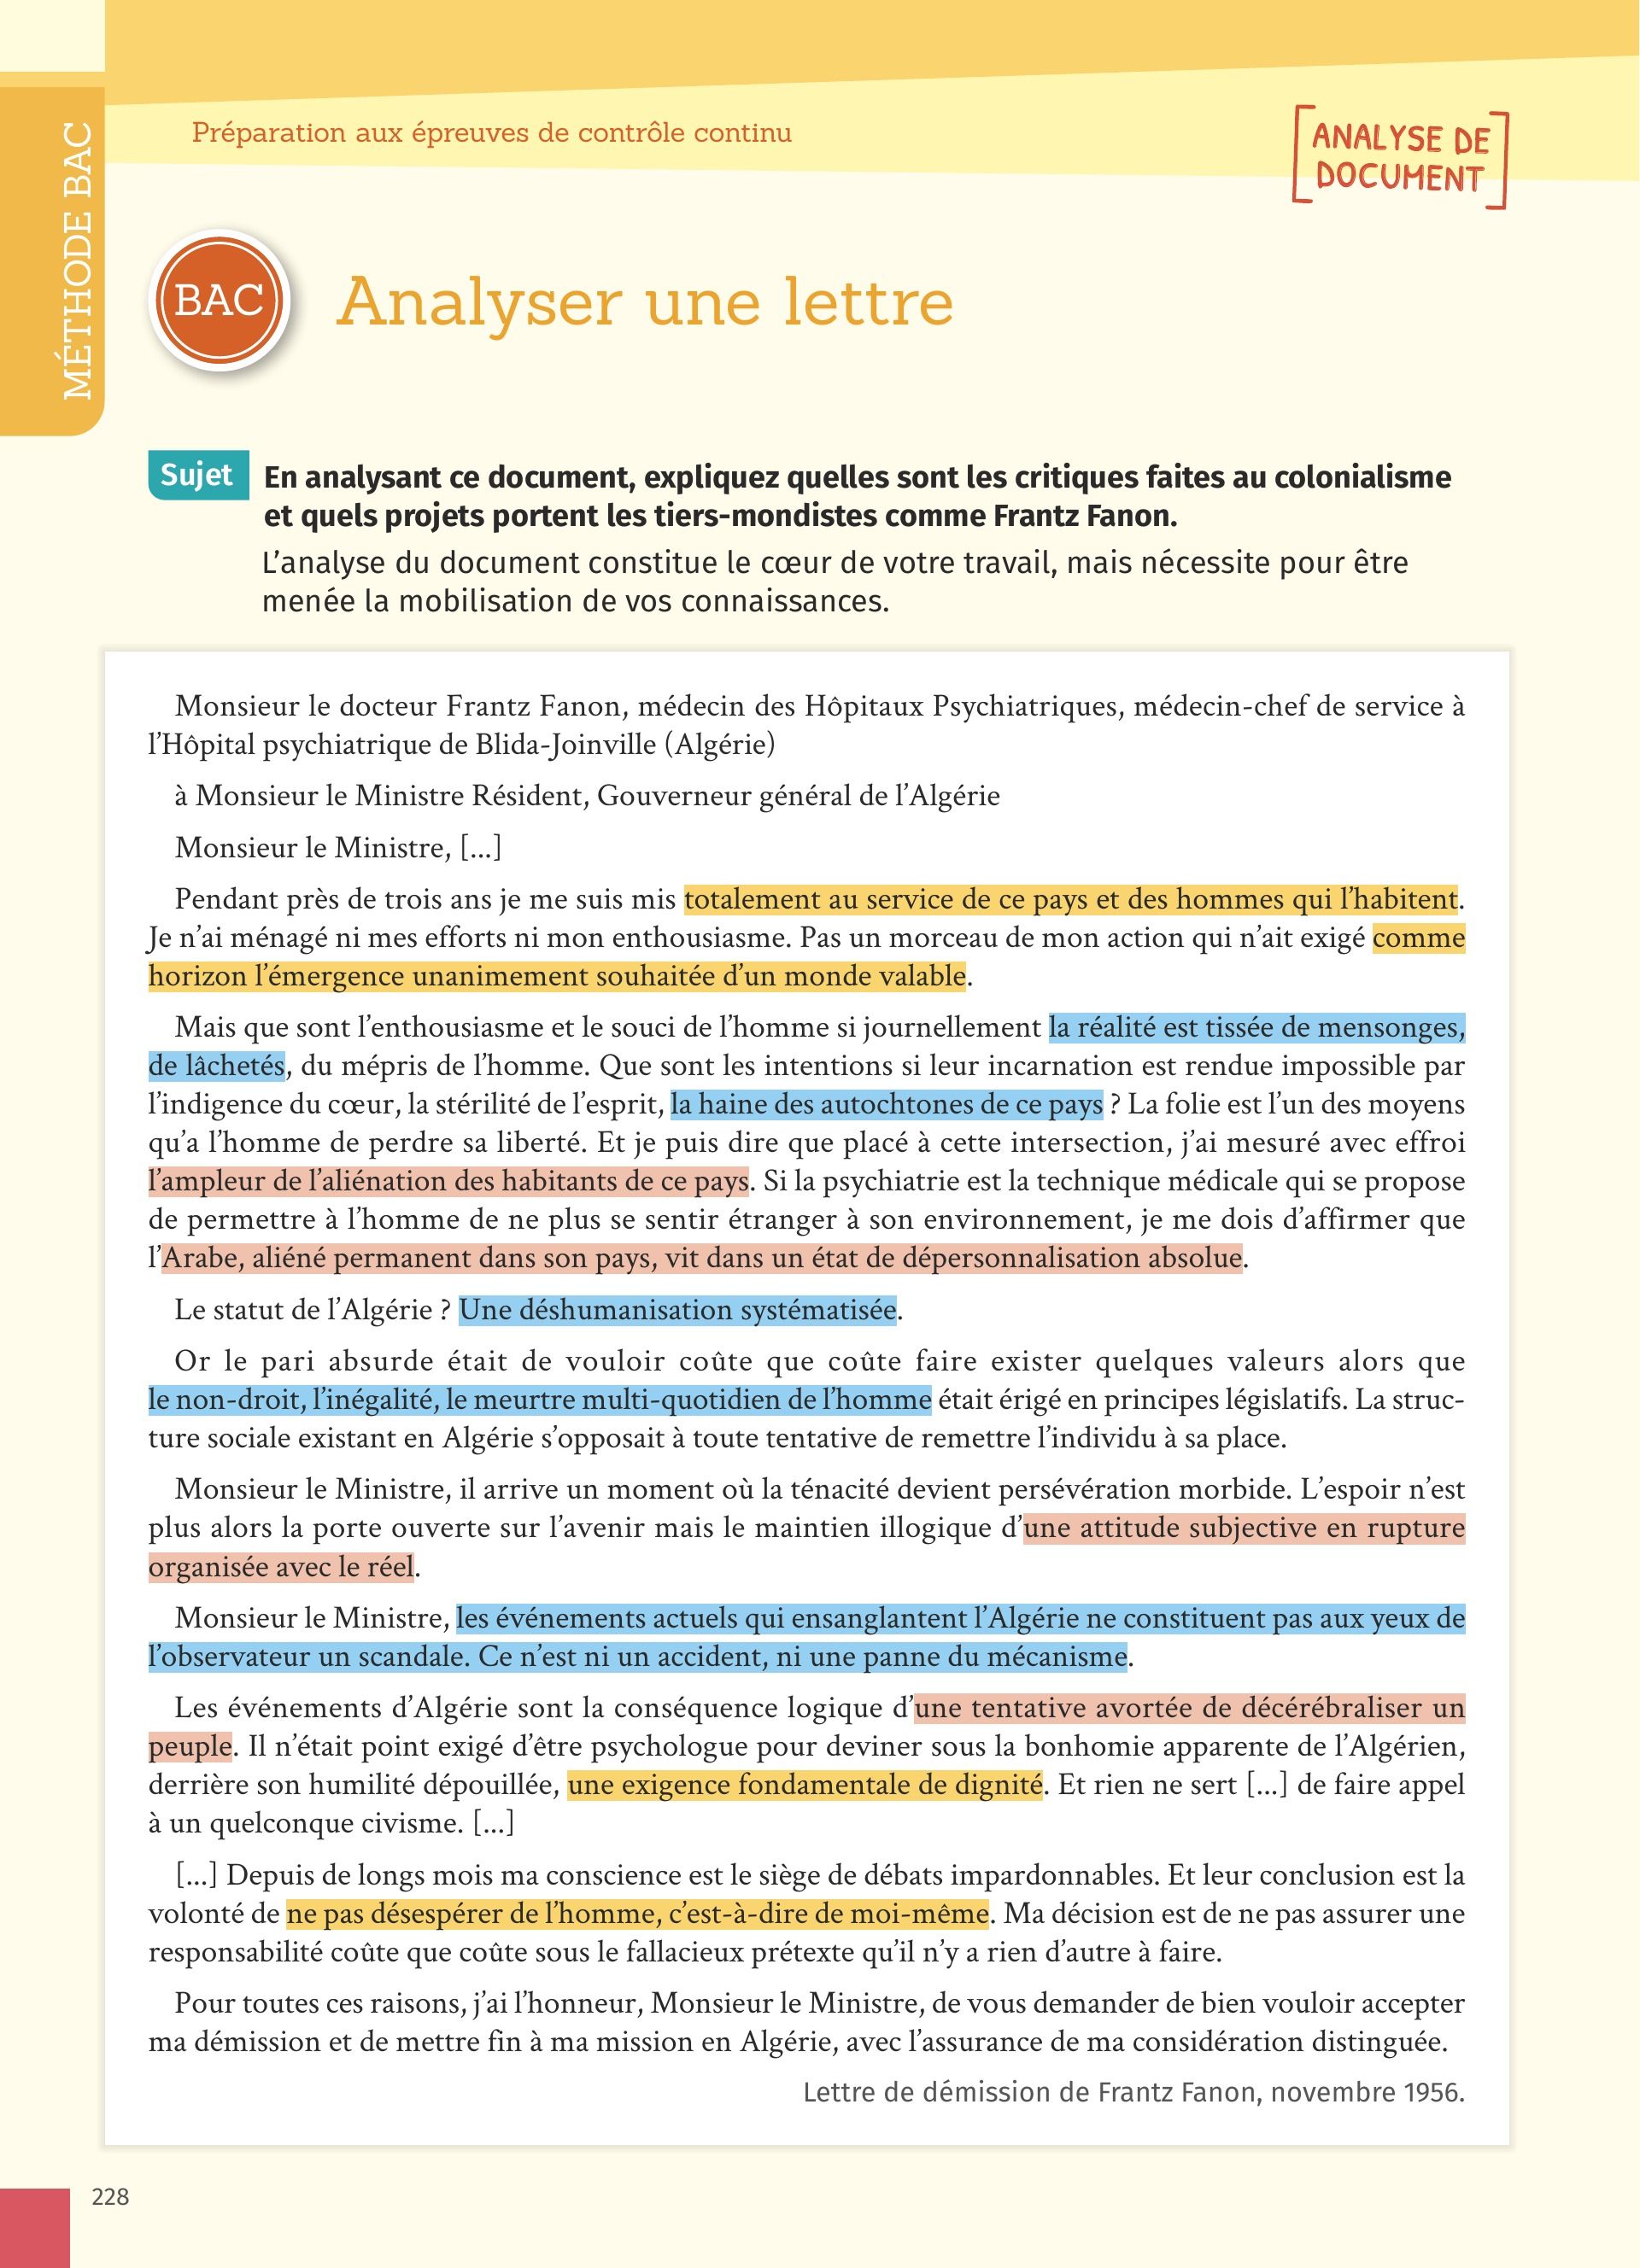 MÉTHODE BAC
Préparation aux épreuves de contrôle continu
ANALYSE DE
DOCUMENT
BAC
Analyser une lettre
Sujet
En analysant ce document, expliquez quelles sont les critiques faites au colonialisme
et quels projets portent les tiers-mondistes comme Frantz Fanon.
L’analyse du document constitue le cœur de votre travail, mais nécessite pour être
menée la mobilisation de vos connaissances.
Monsieur le docteur Frantz Fanon, médecin des Hôpitaux Psychiatriques, médecin-chef de service à
l’Hôpital psychiatrique de Blida-Joinville (Algérie)
à Monsieur le Ministre Résident, Gouverneur général de l’Algérie
Monsieur le Ministre, [...]
Pendant près de trois ans je me suis mis totalement au service de ce pays et des hommes qui l’habitent.
Je n’ai ménagé ni mes efforts ni mon enthousiasme. Pas un morceau de mon action qui n’ait exigé comme
horizon l’émergence unanimement souhaitée d’un monde valable.
Mais que sont l’enthousiasme et le souci de l’homme si journellement la réalité est tissée de mensonges,
de lâchetés, du mépris de l’homme. Que sont les intentions si leur incarnation est rendue impossible par
l’indigence du cœur, la stérilité de l’esprit, la haine des autochtones de ce pays ? La folie est l’un des moyens
qu’a l’homme de perdre sa liberté. Et je puis dire que placé à cette intersection, j’ai mesuré avec effroi
l’ampleur de l’aliénation des habitants de ce pays. Si la psychiatrie est la technique médicale qui se propose
de permettre à l’homme de ne plus se sentir étranger à son environnement, je me dois d’affirmer que
l’Arabe, aliéné permanent dans son pays, vit dans un état de dépersonnalisation absolue.
Le statut de l’Algérie ? Une déshumanisation systématisée.
Or le pari absurde était de vouloir coûte que coûte faire exister quelques valeurs alors que
le non-droit, l’inégalité, le meurtre multi-quotidien de l’homme était érigé en principes législatifs. La struc-
ture sociale existant en Algérie s’opposait à toute tentative de remettre l’individu à sa place.
Monsieur le Ministre, il arrive un moment où la ténacité devient persévération morbide. L’espoir n’est
plus alors la porte ouverte sur l’avenir mais le maintien illogique d’une attitude subjective en rupture
organisée avec le réel.
Monsieur le Ministre, les événements actuels qui ensanglantent l’Algérie ne constituent pas aux yeux de
l’observateur un scandale. Ce n’est ni un accident, ni une panne du mécanisme.
Les événements d’Algérie sont la conséquence logique d’une tentative avortée de décérébraliser un
peuple. Il n’était point exigé d’être psychologue pour deviner sous la bonhomie apparente de l’Algérien,
derrière son humilité dépouillée, une exigence fondamentale de dignité. Et rien ne sert [...] de faire appel
à un quelconque civisme. [...]
[...] Depuis de longs mois ma conscience est le siège de débats impardonnables. Et leur conclusion est la
volonté de ne pas désespérer de l’homme, c’est-à-dire de moi-même. Ma décision est de ne pas assurer une
responsabilité coûte que coûte sous le fallacieux prétexte qu’il n’y a rien d’autre à faire.
Pour toutes ces raisons, j’ai l’honneur, Monsieur le Ministre, de vous demander de bien vouloir accepter
ma démission et de mettre fin à ma mission en Algérie, avec l’assurance de ma considération distinguée.
Lettre de démission de Frantz Fanon, novembre 1956.
228